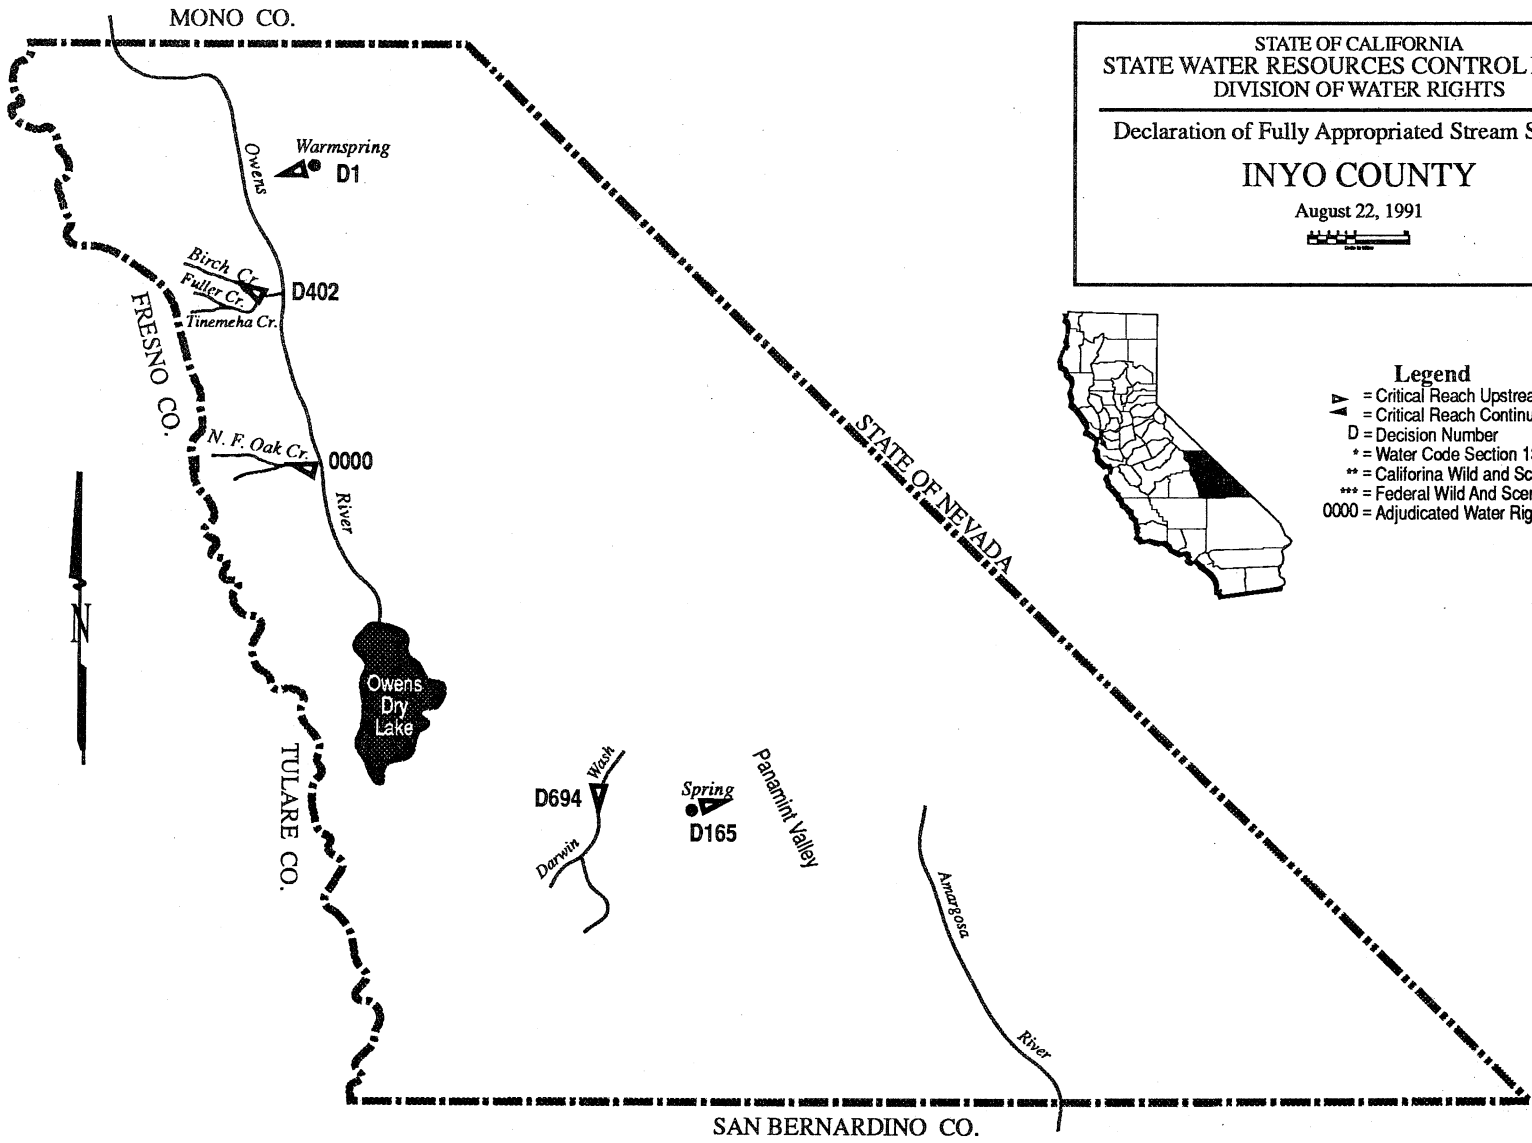 MONO CO.
STATE OF CALIFORNIA
STATE WATER RESOURCES CONTROL
DIVISION OF WATER RIGHTS
Declaration of Fully Appropriated Stream S
INYO COUNTY
August 22, 1991
Warmspring
D1
Owens
Birch Cr.
Fuller Cr.
Tinemeha Cr.
D402
FRESNO CO.
N. F. Oak Cr.
0000
River
STATE OF NEVADA
Legend
= Critical Reach Upstrea
= Critical Reach Continu
D = Decision Number
* = Water Code Section 1
** = Califorina Wild and Sc
*** = Federal Wild And Scen
0000 = Adjudicated Water Rig
N
Owens
Dry
Lake
TULARE CO.
D694
Wash
Darwin
Spring
D165
Panamint Valley
Amargosa
River
SAN BERNARDINO CO.